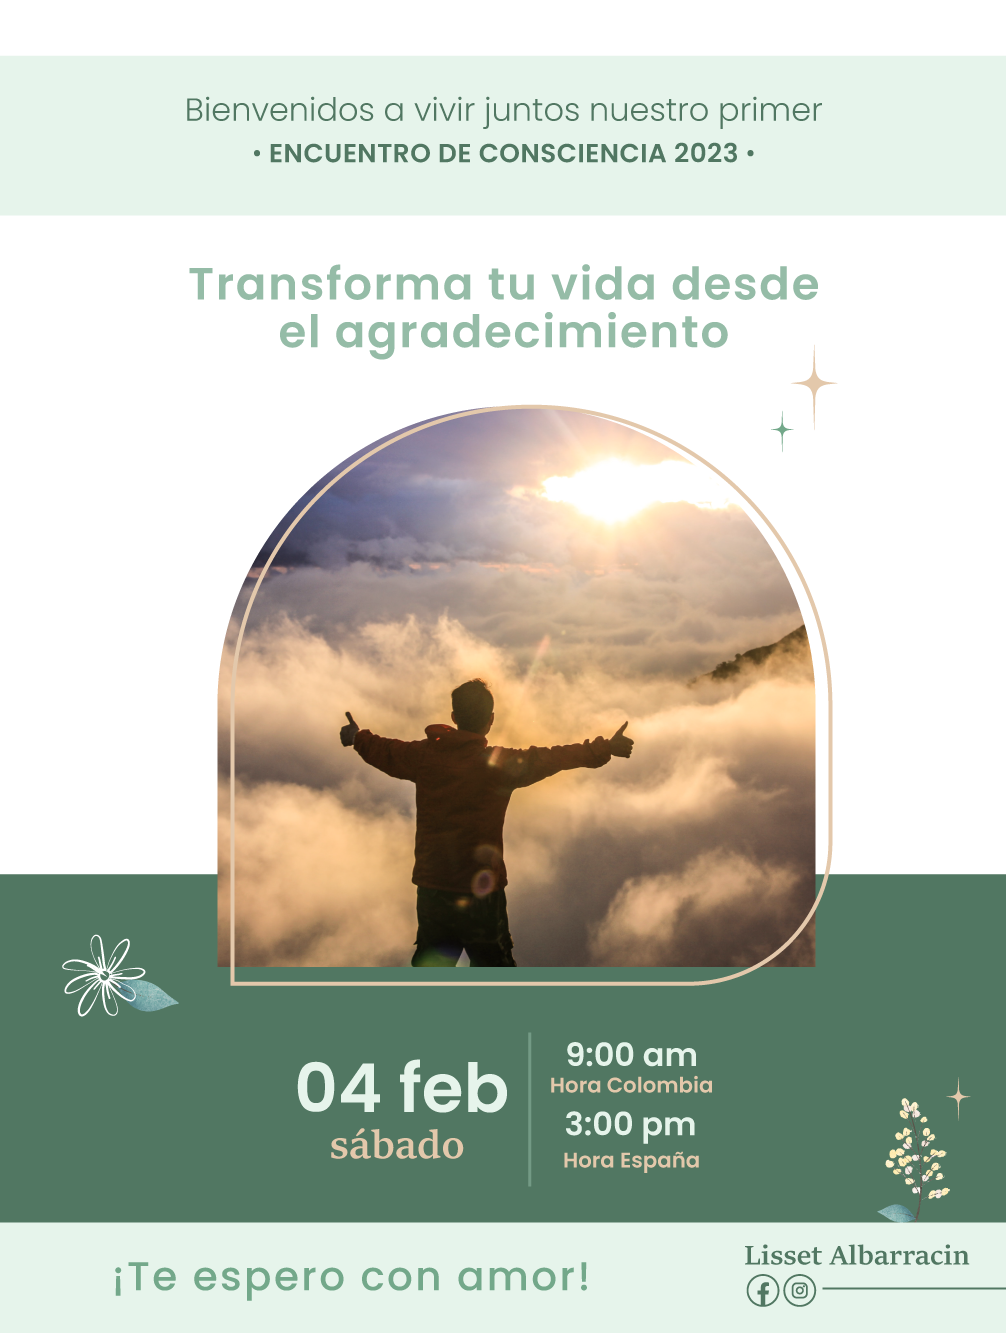 Bienvenidos a vivir juntos nuestro primer
• ENCUENTRO DE CONSCIENCIA 2023 •
Transforma tu vida desde
el agradecimiento
04 feb
sábado
9:00 am
Hora Colombia
3:00 pm
Hora España
¡Te espero con amor!
Lisset Albarracin